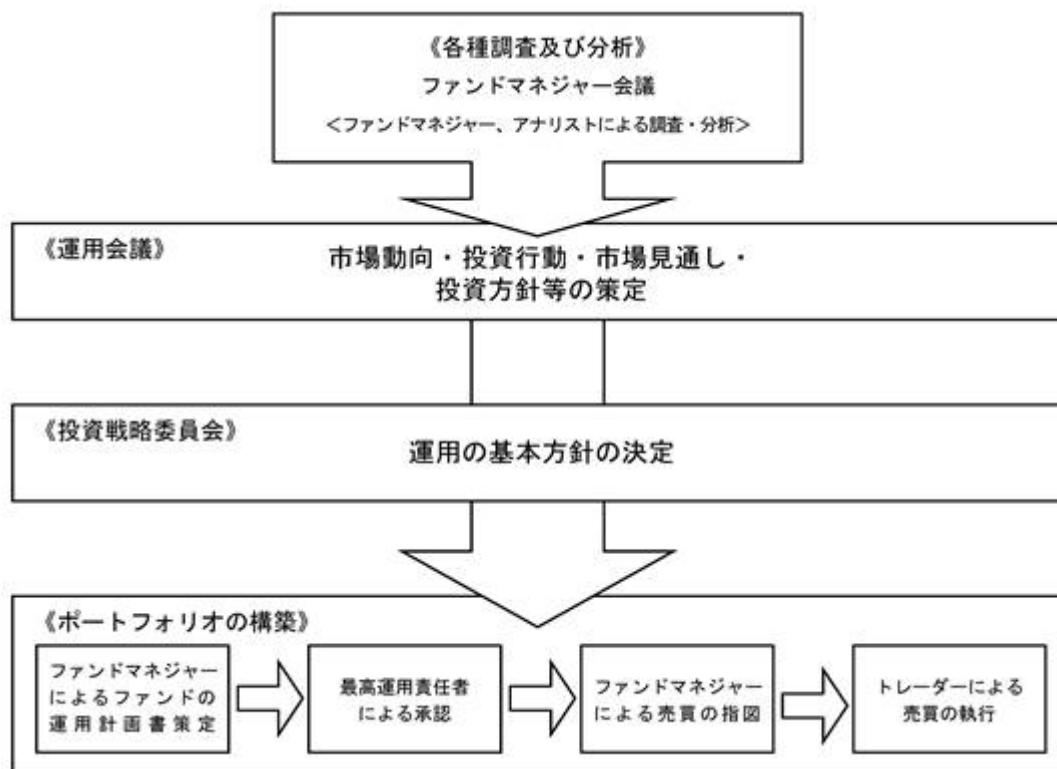 《各種調査及び分析》
ファンドマネジャー会議
<ファンドマネジャー、アナリストによる調査・分析>
《運用会議》
市場動向・投資行動・市場見通し・
投資方針等の策定
《投資戦略委員会》
運用の基本方針の決定
《ポートフォリオの構築》
ファンドマネジャー
によるファンドの
運用計画書策定
最高運用責任者
による承認
ファンドマネジャー
による売買の指図
トレーダーによる
売買の執行